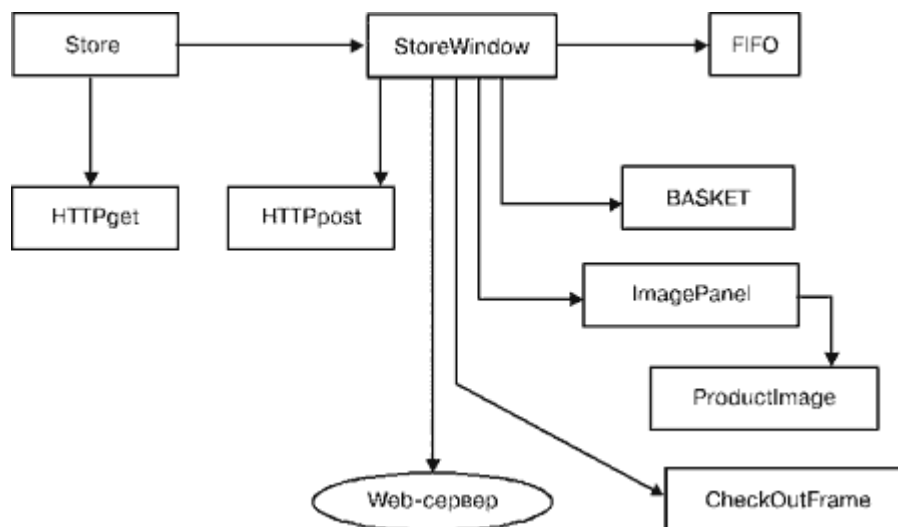 Store
StoreWindow
FIFO
HTTPget
HTTPpost
BASKET
ImagePanel
ProductImage
Web-сервер
CheckOutFrame